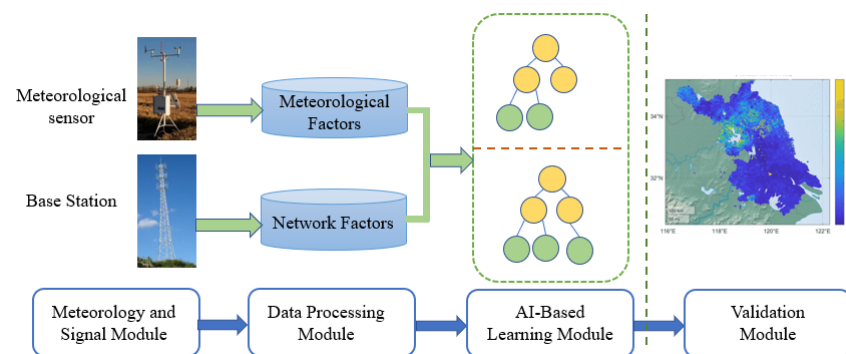 Meteorological
sensor
Meteorological
Factors
Base Station
Network Factors
34°N
32°N
116°E
118°E
120°E
122°E
Meteorology and
Signal Module
Data Processing
Module
AI-Based
Learning Module
Validation
Module